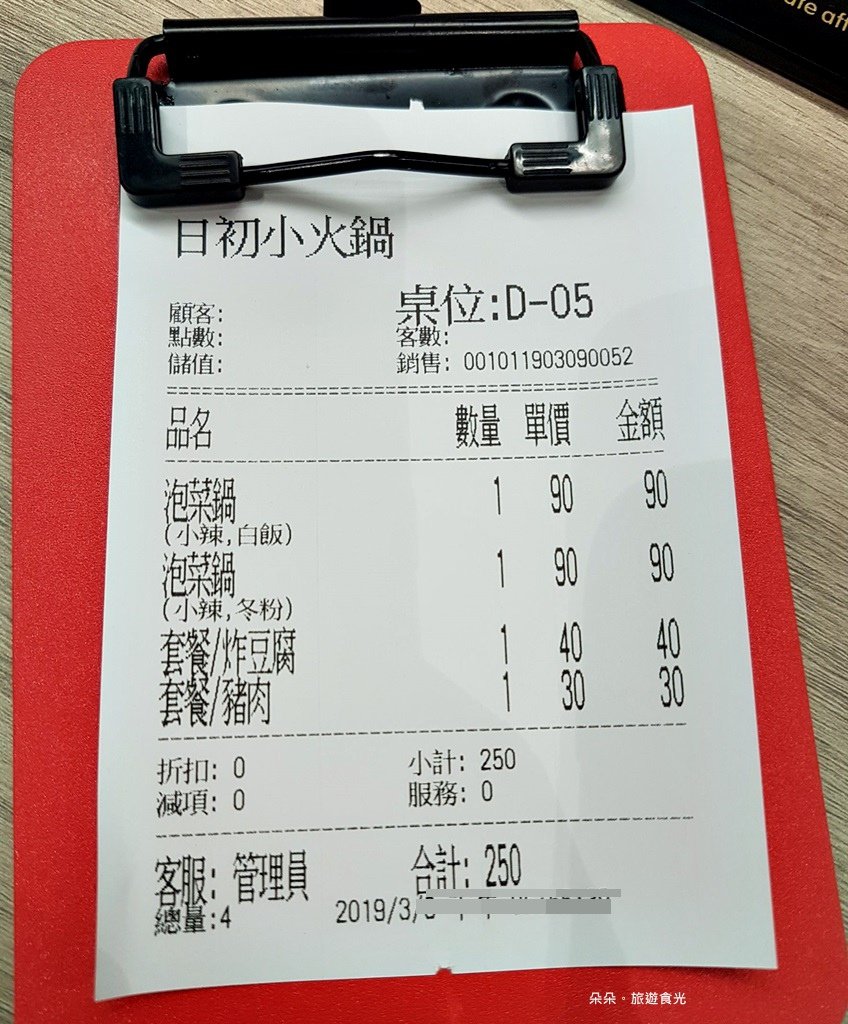 afe aff
日初小火鍋
桌位:D-05
顧客:
點數: 客數:
儲值: 銷售: 001011903090052
品名 數量 單價 金額
泡菜鍋 1 90 90
(小辣,白飯)
泡菜鍋 1 90 90
(小辣,冬粉)
套餐/炸豆腐 1 40 40
套餐/豬肉 1 30 30
折扣: 0 小計: 250
減項: 0 服務: 0
客服: 管理員 合計: 250
總量:4 2019/3/
朵朵。旅遊食光